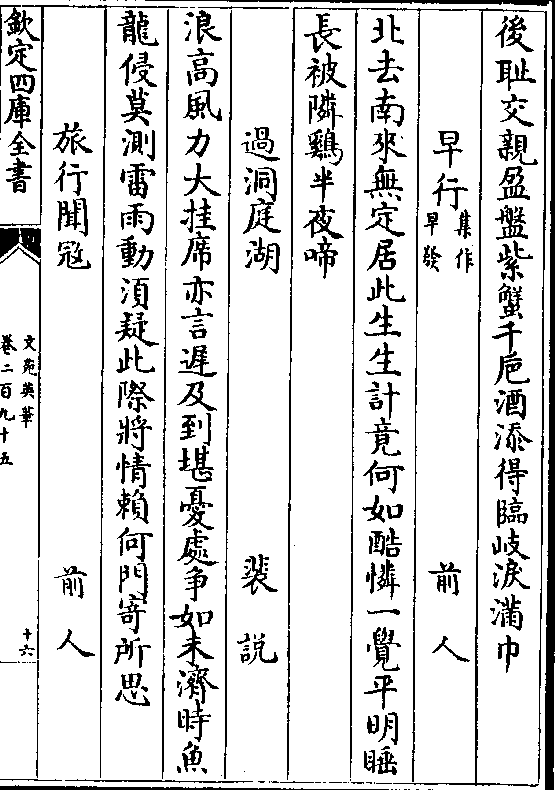 後耻交親盈盤紫蟹千巵酒添得臨岐淚滿巾
早行 集作早發 前人
北去南來無定居此生生計竟何如酷憐一覺平明睡
長被隣鷄半夜啼
過洞庭湖 裴説
浪高風力大挂席亦言遲及到堪憂處争如未濟時魚
龍侵莫測雷雨動湏疑此際將情賴何門寄所思
旅行聞冦 前人
欽定四庫全書
文苑英華
卷二百九十五
十六